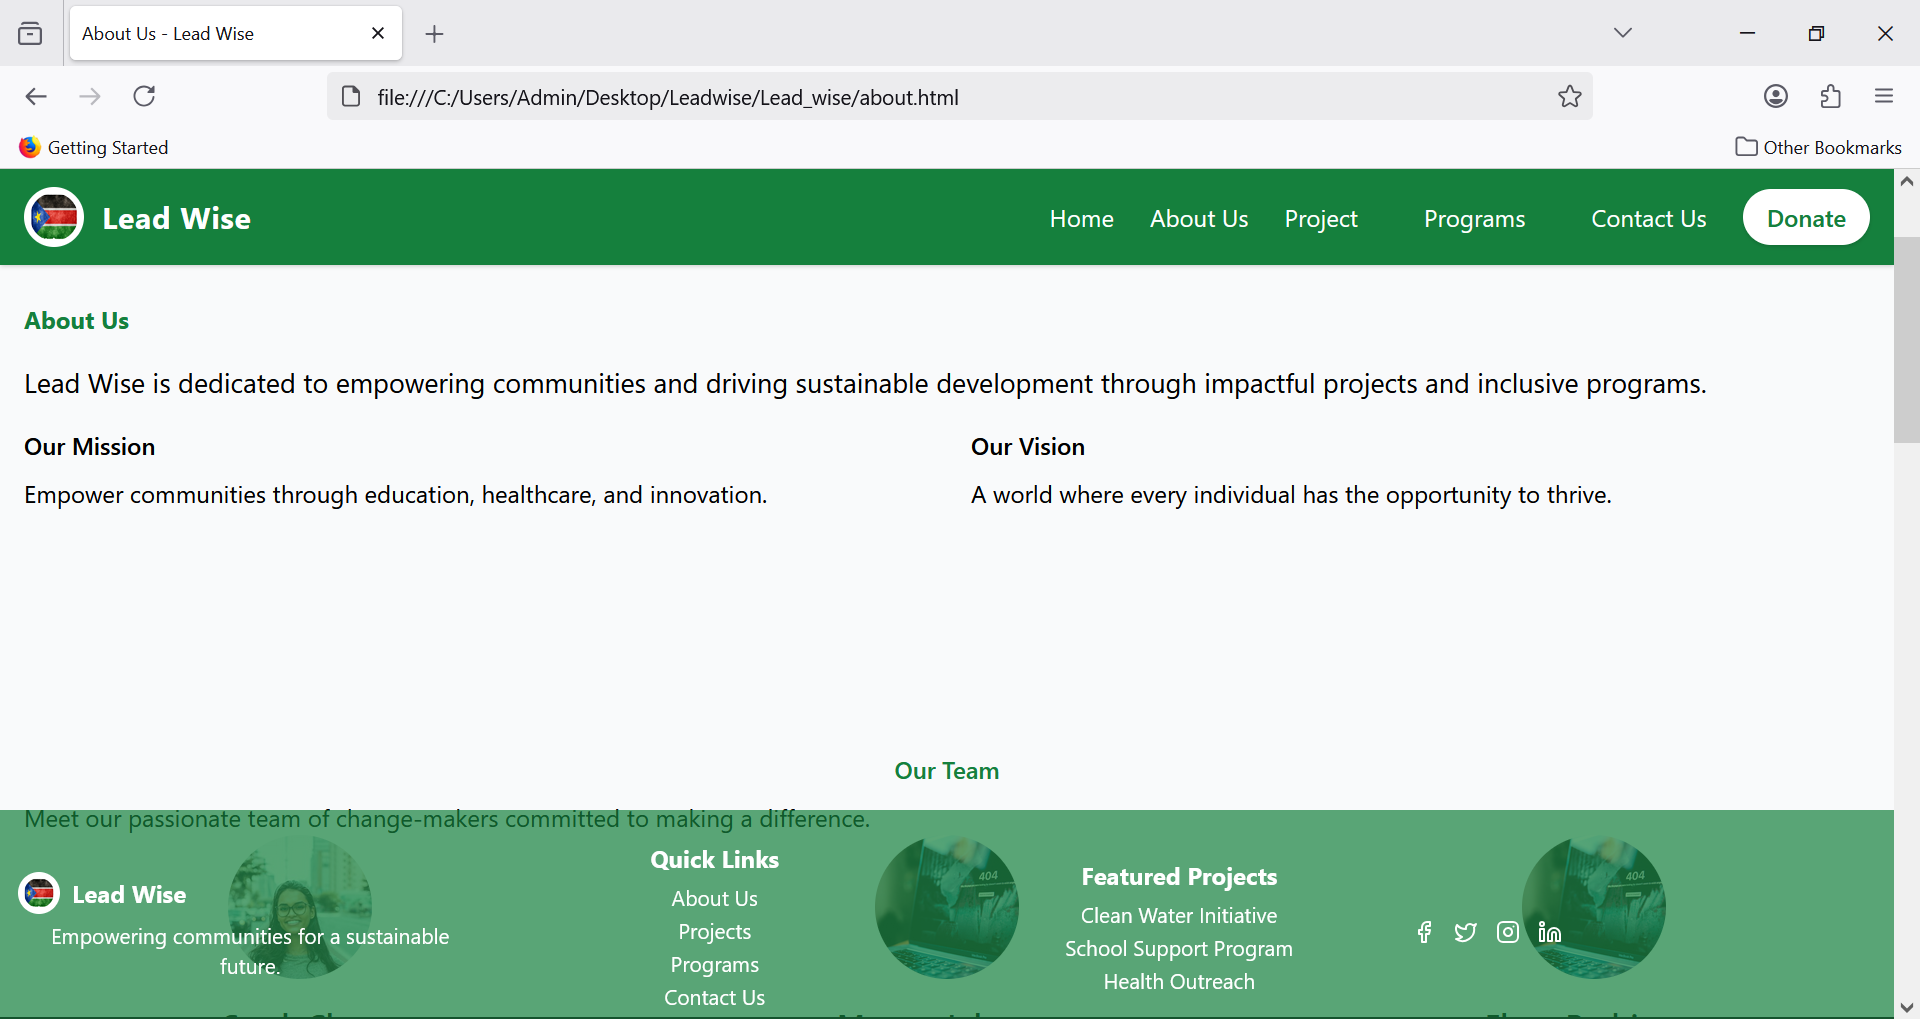 About Us - Lead Wise
file:///C:/Users/Admin/Desktop/Leadwise/Lead_wise/about.html
Getting Started
Other Bookmarks
Lead Wise
Home
About Us
Project
Programs
Contact Us
Donate
About Us
Lead Wise is dedicated to empowering communities and driving sustainable development through impactful projects and inclusive programs.
Our Mission
Empower communities through education, healthcare, and innovation.
Our Vision
A world where every individual has the opportunity to thrive.
Our Team
Meet our passionate team of change-makers committed to making a difference.
Lead Wise
Empowering communities for a sustainable
future.
Quick Links
About Us
Projects
Programs
Contact Us
404
Featured Projects
Clean Water Initiative
School Support Program
Health Outreach
404